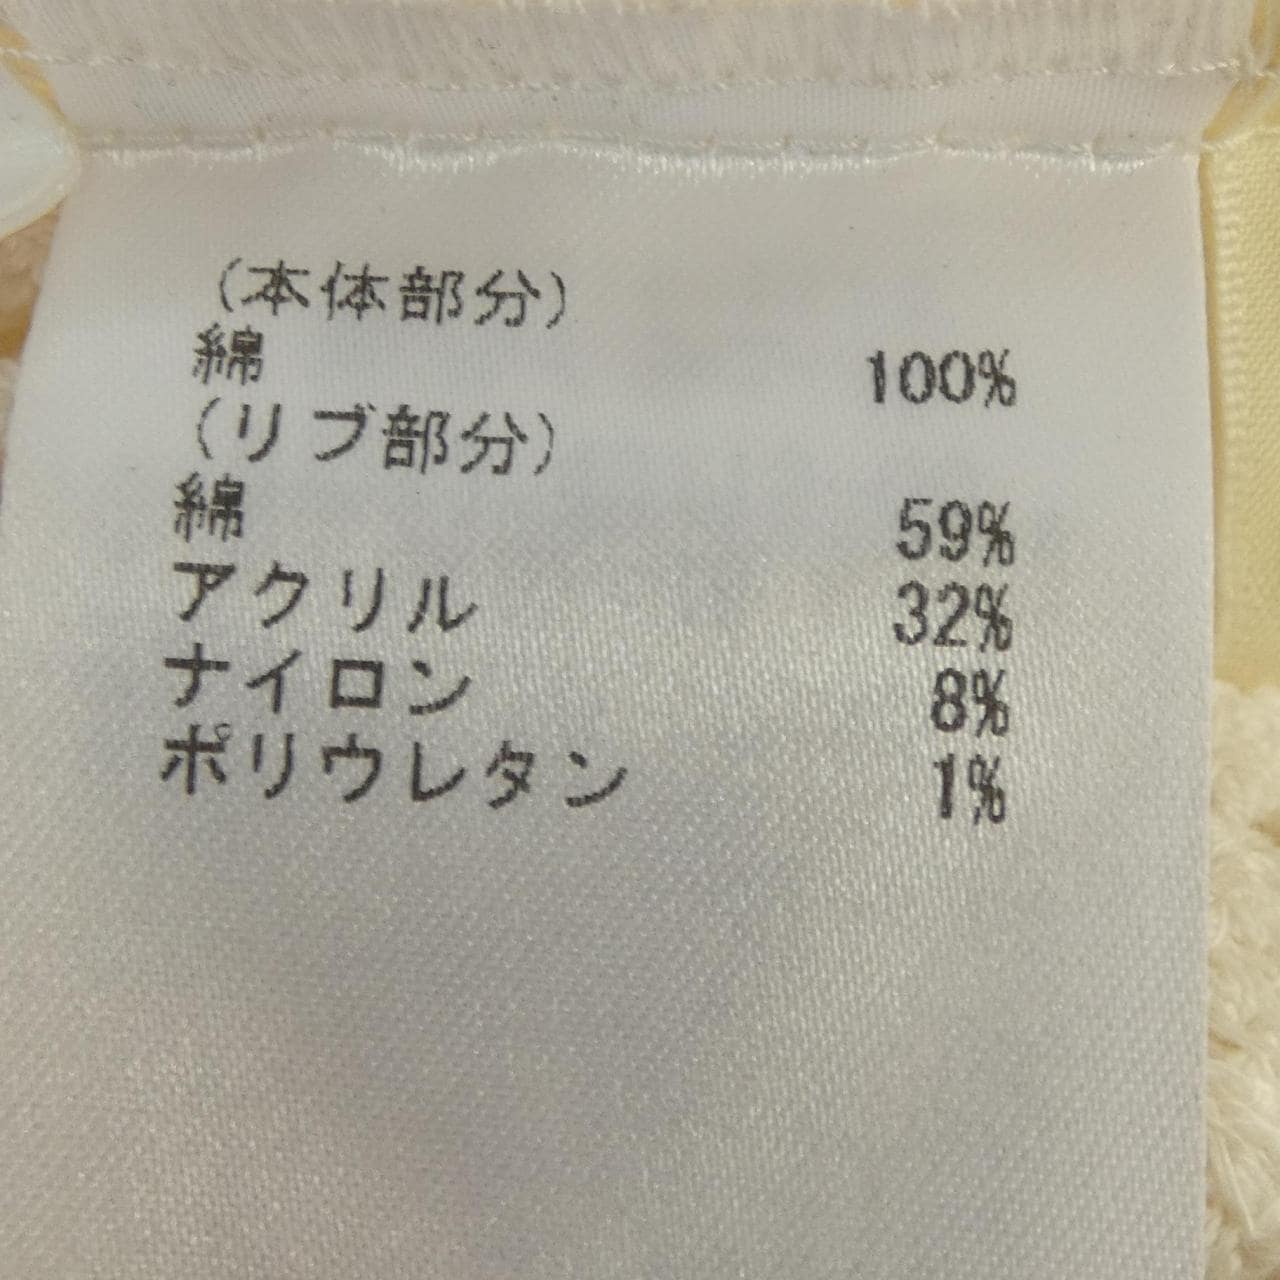 (本体部分)
綿 100%
(リブ部分)
綿 59%
アクリル 32%
ナイロン 8%
ポリウレタン 1%